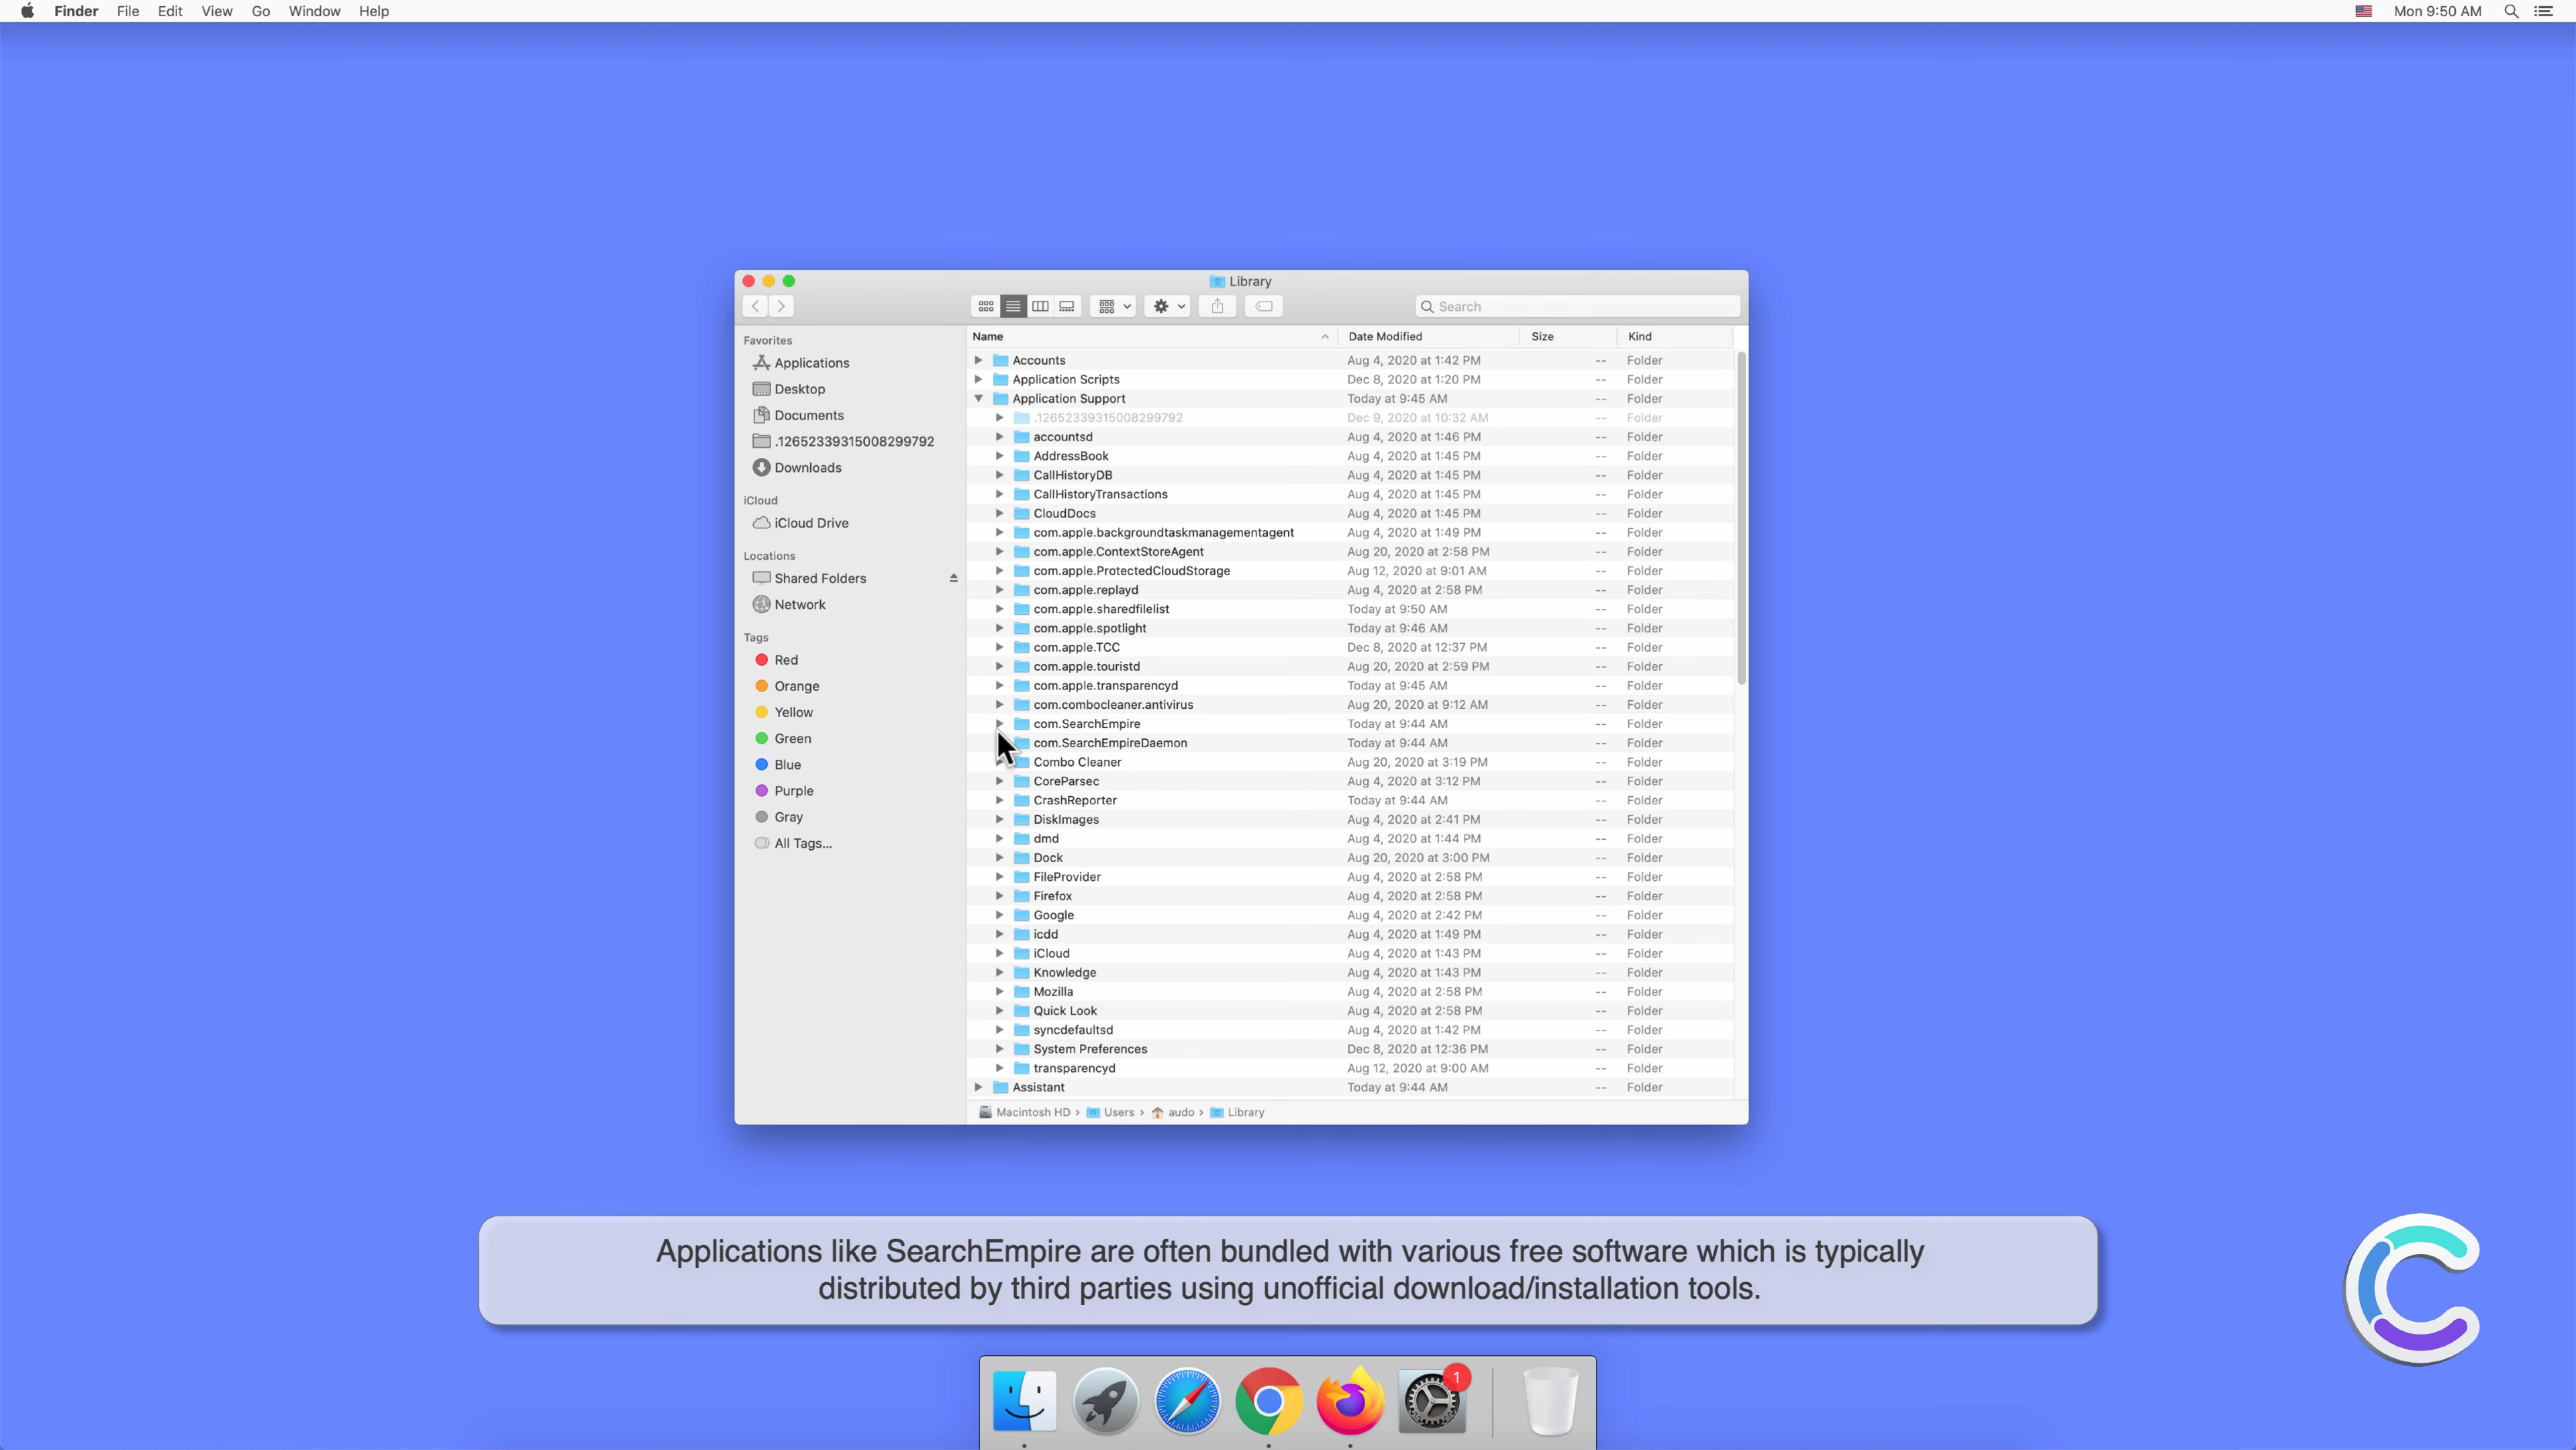 Finder File Edit View Go Window Help Mon 9:50 AM
Library
Search
Favorites
Applications
Desktop
Documents
.12652339315008299792
Downloads
iCloud
iCloud Drive
Locations
Shared Folders
Network
Tags
Red
Orange
Yellow
Green
Blue
Purple
Gray
All Tags...
Name Date Modified Size Kind
Accounts Aug 4, 2020 at 1:42 PM -- Folder
Application Scripts Dec 8, 2020 at 1:20 PM -- Folder
Application Support Today at 9:45 AM -- Folder
.12652339315008299792 Dec 9, 2020 at 10:32 AM -- Folder
accountsd Aug 4, 2020 at 1:46 PM -- Folder
AddressBook Aug 4, 2020 at 1:45 PM -- Folder
CallHistoryDB Aug 4, 2020 at 1:45 PM -- Folder
CallHistoryTransactions Aug 4, 2020 at 1:45 PM -- Folder
CloudDocs Aug 4, 2020 at 1:45 PM -- Folder
com.apple.backgroundtaskmanagementagent Aug 4, 2020 at 1:49 PM -- Folder
com.apple.ContextStoreAgent Aug 20, 2020 at 2:58 PM -- Folder
com.apple.ProtectedCloudStorage Aug 12, 2020 at 9:01 AM -- Folder
com.apple.replayd Aug 4, 2020 at 2:58 PM -- Folder
com.apple.sharedfilelist Today at 9:50 AM -- Folder
com.apple.spotlight Today at 9:46 AM -- Folder
com.apple.TCC Dec 8, 2020 at 12:37 PM -- Folder
com.apple.touristd Aug 20, 2020 at 2:59 PM -- Folder
com.apple.transparencyd Today at 9:45 AM -- Folder
com.combocleaner.antivirus Aug 20, 2020 at 9:12 AM -- Folder
com.SearchEmpire Today at 9:44 AM -- Folder
com.SearchEmpireDaemon Today at 9:44 AM -- Folder
Combo Cleaner Aug 20, 2020 at 3:19 PM -- Folder
CoreParsec Aug 4, 2020 at 3:12 PM -- Folder
CrashReporter Today at 9:44 AM -- Folder
DiskImages Aug 4, 2020 at 2:41 PM -- Folder
dmd Aug 4, 2020 at 1:44 PM -- Folder
Dock Aug 20, 2020 at 3:00 PM -- Folder
FileProvider Aug 4, 2020 at 2:58 PM -- Folder
Firefox Aug 4, 2020 at 2:58 PM -- Folder
Google Aug 4, 2020 at 2:42 PM -- Folder
icdd Aug 4, 2020 at 1:49 PM -- Folder
iCloud Aug 4, 2020 at 1:43 PM -- Folder
Knowledge Aug 4, 2020 at 1:43 PM -- Folder
Mozilla Aug 4, 2020 at 2:58 PM -- Folder
Quick Look Aug 4, 2020 at 2:58 PM -- Folder
syncdefaultsd Aug 4, 2020 at 1:42 PM -- Folder
System Preferences Dec 8, 2020 at 12:36 PM -- Folder
transparencyd Aug 12, 2020 at 9:00 AM -- Folder
Assistant Today at 9:44 AM -- Folder
Macintosh HD › Users › audo › Library
Applications like SearchEmpire are often bundled with various free software which is typically
distributed by third parties using unofficial download/installation tools.
1